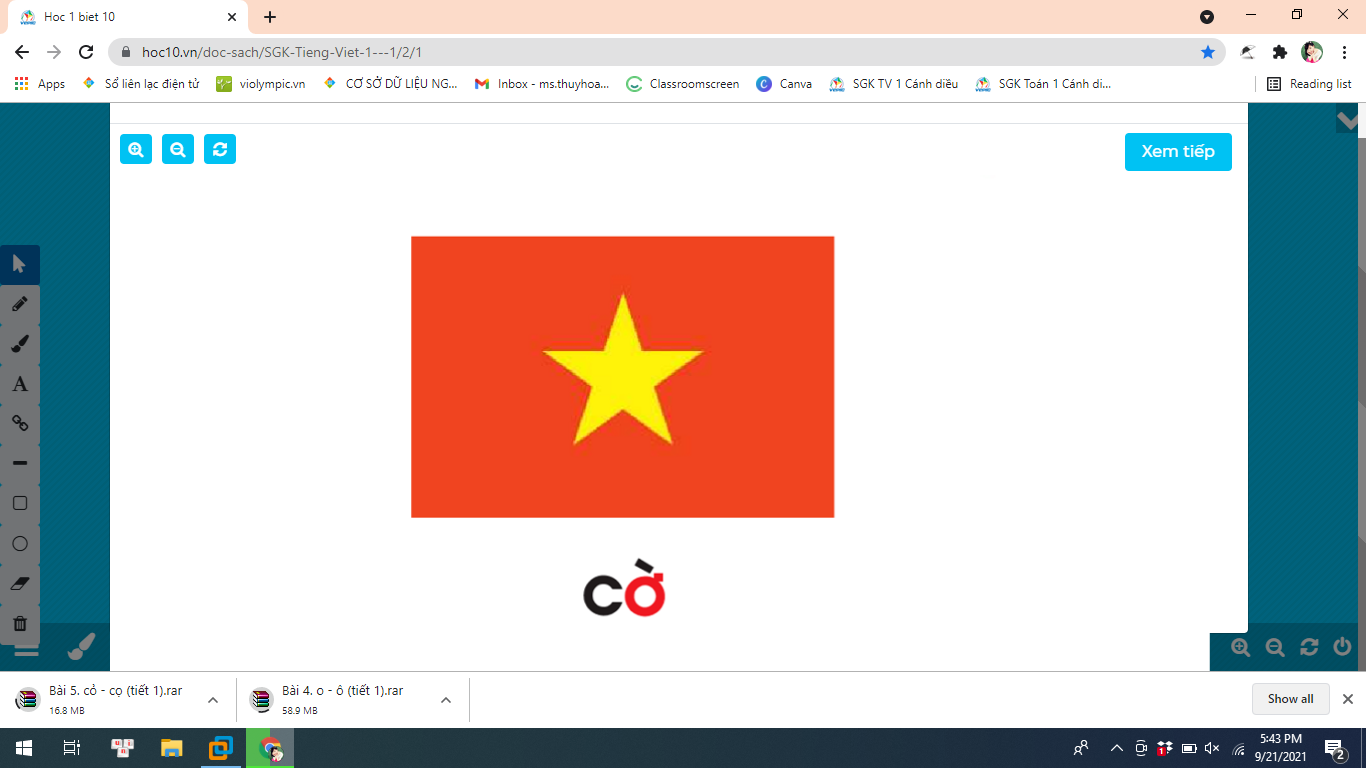 Hoc 1 biet 10
hoc10.vn/doc-sach/SGK-Tieng-Viet-1---1/2/1
Apps Sổ liên lạc điện tử violympic.vn CƠ SỞ DỮ LIỆU NG... Inbox - ms.thuyhoa... Classroomscreen Canva SGK TV 1 Cánh diều SGK Toán 1 Cánh di... Reading list
Xem tiếp
A
cờ
Bài 5. cỏ - cọ (tiết 1).rar
16.8 MB
Bài 4. o - ô (tiết 1).rar
58.9 MB
Show all
5:43 PM
9/21/2021
1
2